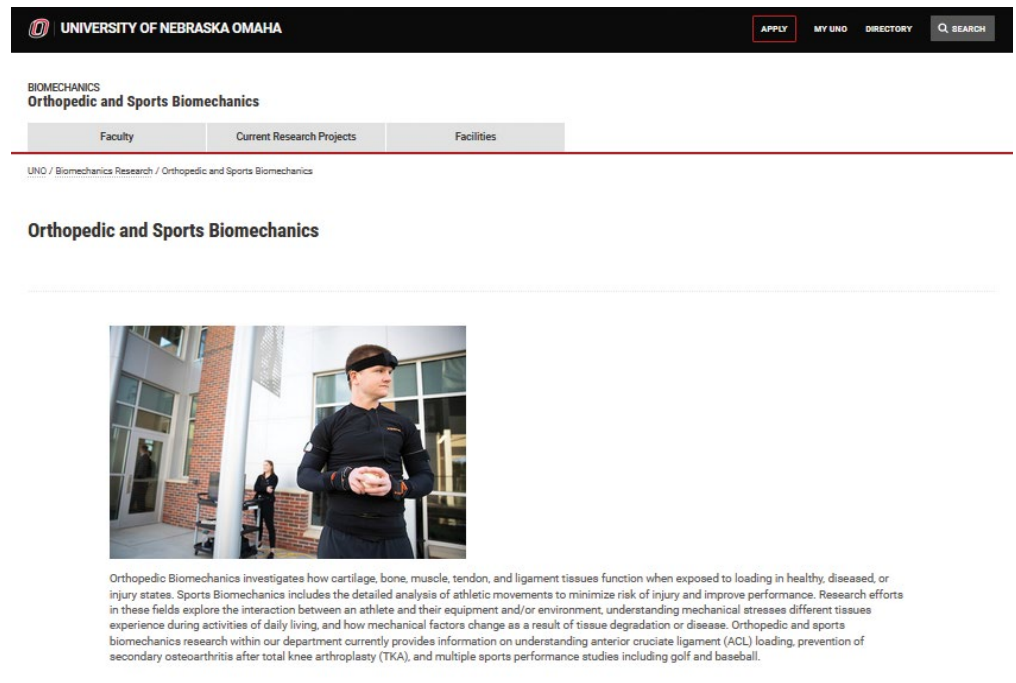 UNIVERSITY OF NEBRASKA OMAHA
APPLY MY UNO DIRECTORY SEARCH
BIOMECHANICS
Orthopedic and Sports Biomechanics
Faculty Current Research Projects Facilities
UNO / Biomechanics Research / Orthopedic and Sports Biomechanics
Orthopedic and Sports Biomechanics
Orthopedic Biomechanics investigates how cartilage, bone, muscle, tendon, and ligament tissues function when exposed to loading in healthy, diseased, or
injury states. Sports Biomechanics includes the detailed analysis of athletic movements to minimize risk of injury and improve performance. Research efforts
in these fields explore the interaction between an athlete and their equipment and/or environment, understanding mechanical stresses different tissues
experience during activities of daily living, and how mechanical factors change as a result of tissue degradation or disease. Orthopedic and sports
biomechanics research within our department currently provides information on understanding anterior cruciate ligament (ACL) loading, prevention of
secondary osteoarthritis after total knee arthroplasty (TKA), and multiple sports performance studies including golf and baseball.